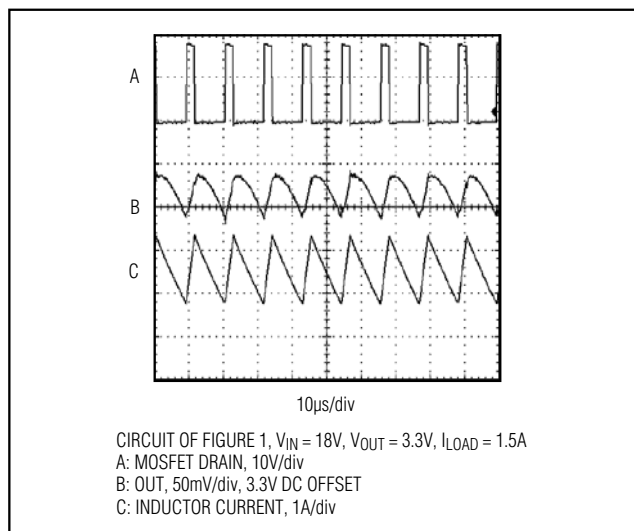 A
B
C
10µs/div
CIRCUIT OF FIGURE 1, VIN = 18V, VOUT = 3.3V, ILOAD = 1.5A
A: MOSFET DRAIN, 10V/div
B: OUT, 50mV/div, 3.3V DC OFFSET
C: INDUCTOR CURRENT, 1A/div